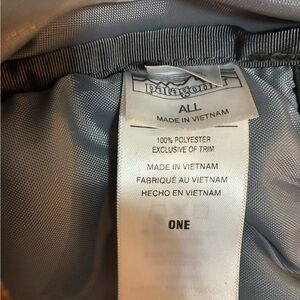 patagonia
ALL
MADE IN VIETNAM
100% POLYESTER
EXCLUSIVE OF TRIM
MADE IN VIETNAM
FABRIQUÉ AU VIETNAM
HECHO EN VIETNAM
ONE